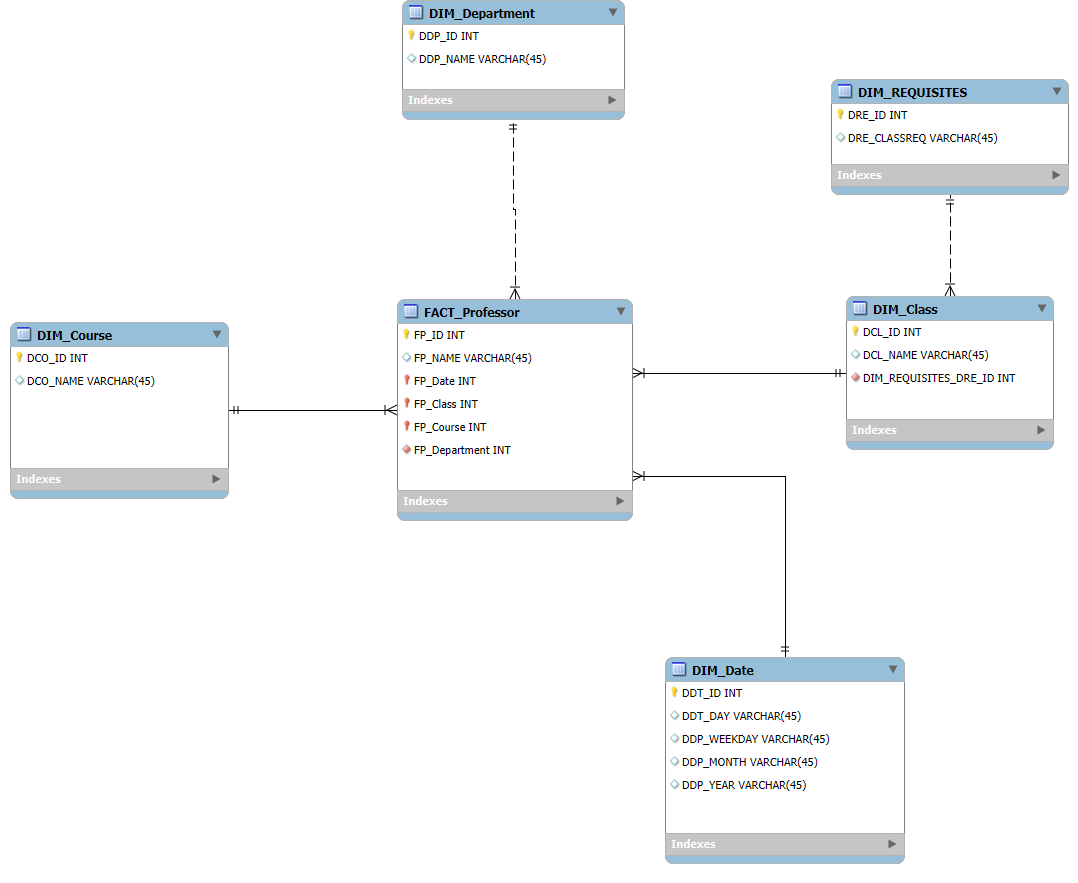 DIM_Department
DDP_ID INT
DDP_NAME VARCHAR(45)
Indexes
DIM_REQUISITES
DRE_ID INT
DRE_CLASSREQ VARCHAR(45)
Indexes
DIM_Course
DCO_ID INT
DCO_NAME VARCHAR(45)
Indexes
FACT_Professor
FP_ID INT
FP_NAME VARCHAR(45)
FP_Date INT
FP_Class INT
FP_Course INT
FP_Department INT
Indexes
DIM_Class
DCL_ID INT
DCL_NAME VARCHAR(45)
DIM_REQUISITES_DRE_ID INT
Indexes
DIM_Date
DDT_ID INT
DDT_DAY VARCHAR(45)
DDP_WEEKDAY VARCHAR(45)
DDP_MONTH VARCHAR(45)
DDP_YEAR VARCHAR(45)
Indexes